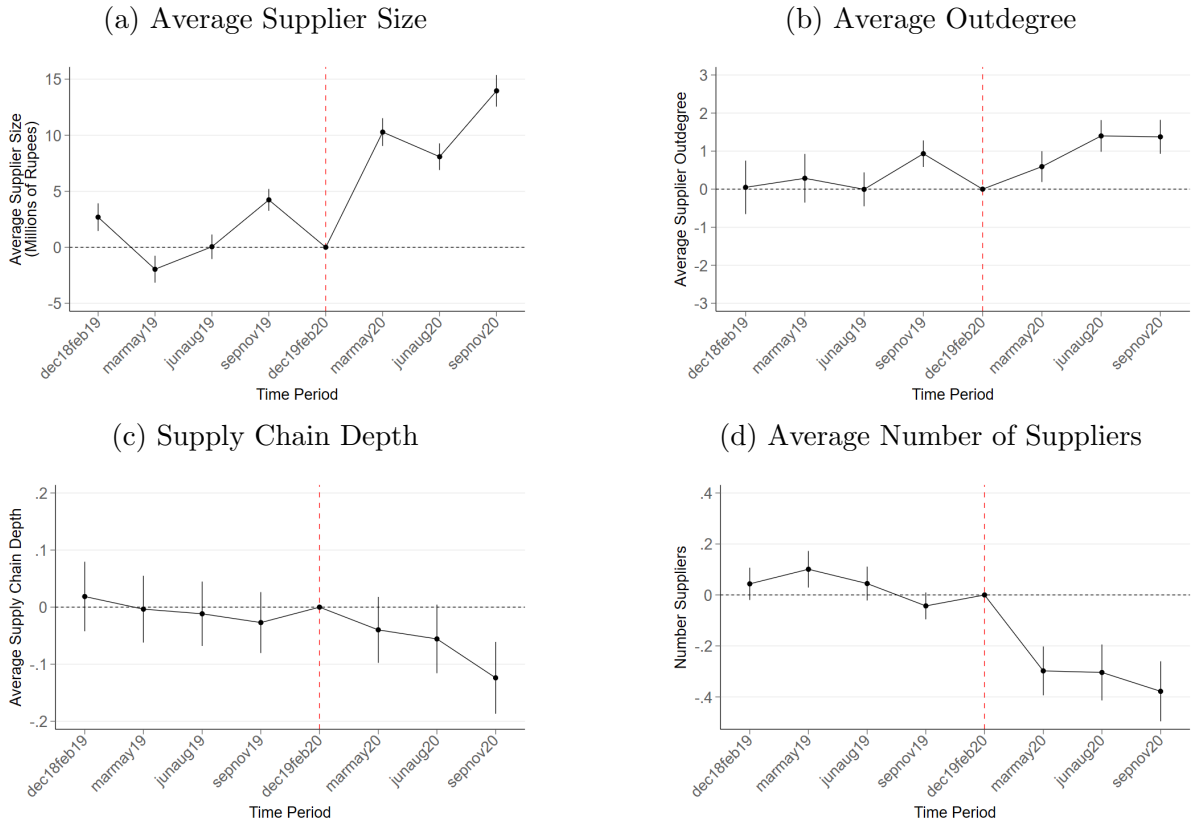 (a) Average Supplier Size
Average Supplier Size
(Millions of Rupees)
15
10
5
0
-5
dec18feb19
marmay19
junaug19
sepnov19
dec19feb20
marmay20
junaug20
sepnov20
Time Period
(b) Average Outdegree
Average Supplier Outdegree
3
2
1
0
-1
-2
-3
dec18feb19
marmay19
junaug19
sepnov19
dec19feb20
marmay20
junaug20
sepnov20
Time Period
(c) Supply Chain Depth
Average Supply Chain Depth
.2
.1
0
-.1
-.2
dec18feb19
marmay19
junaug19
sepnov19
dec19feb20
marmay20
junaug20
sepnov20
Time Period
(d) Average Number of Suppliers
Number Suppliers
.4
.2
0
-.2
-.4
dec18feb19
marmay19
junaug19
sepnov19
dec19feb20
marmay20
junaug20
sepnov20
Time Period